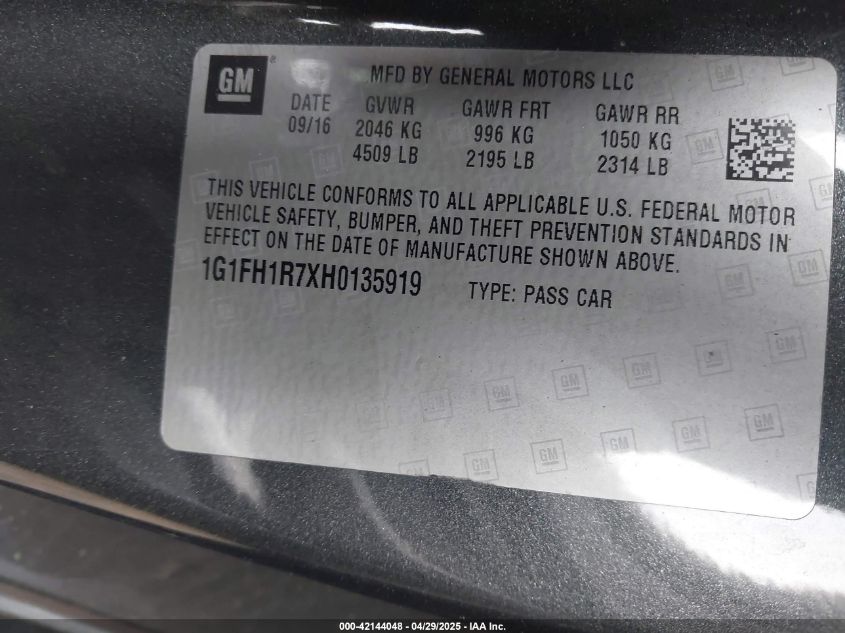 GM ® MFD BY GENERAL MOTORS LLC
DATE GVWR GAWR FRT GAWR RR
09/16 2046 KG 996 KG 1050 KG
4509 LB 2195 LB 2314 LB
THIS VEHICLE CONFORMS TO ALL APPLICABLE U.S. FEDERAL MOTOR
VEHICLE SAFETY, BUMPER, AND THEFT PREVENTION STANDARDS IN
EFFECT ON THE DATE OF MANUFACTURE SHOWN ABOVE.
1G1FH1R7XH0135919 TYPE: PASS CAR
000-42144048 - 04/29/2025 - IAA Inc.